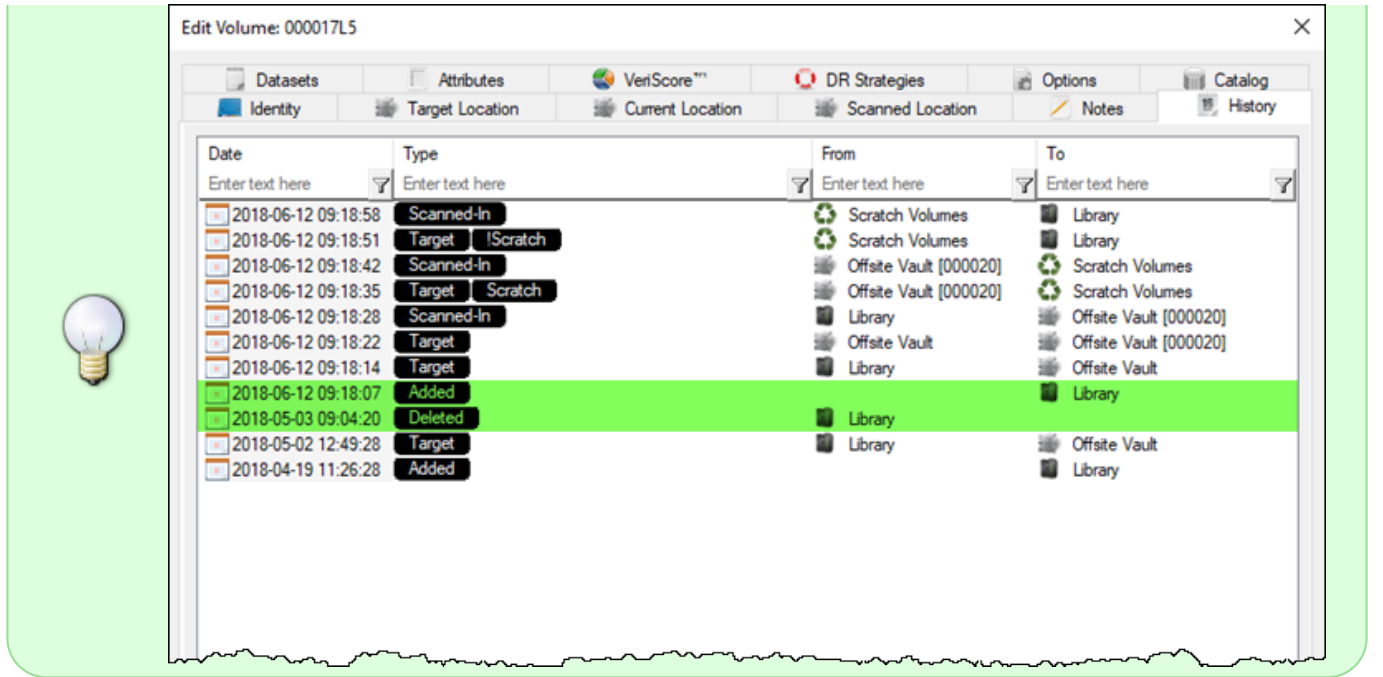 Edit Volume: 000017L5
Datasets Attributes VeriScore™ DR Strategies Options Catalog
Identity Target Location Current Location Scanned Location Notes History
Date Type From To
Enter text here Enter text here Enter text here Enter text here
2018-06-12 09:18:58 Scanned-In Scratch Volumes Library
2018-06-12 09:18:51 Target !Scratch Scratch Volumes Library
2018-06-12 09:18:42 Scanned-In Offsite Vault [000020] Scratch Volumes
2018-06-12 09:18:35 Target Scratch Offsite Vault [000020] Scratch Volumes
2018-06-12 09:18:28 Scanned-In Library Offsite Vault [000020]
2018-06-12 09:18:22 Target Offsite Vault Offsite Vault [000020]
2018-06-12 09:18:14 Target Library Offsite Vault
2018-06-12 09:18:07 Added Library
2018-05-03 09:04:20 Deleted Library
2018-05-02 12:49:28 Target Library Offsite Vault
2018-04-19 11:26:28 Added Library